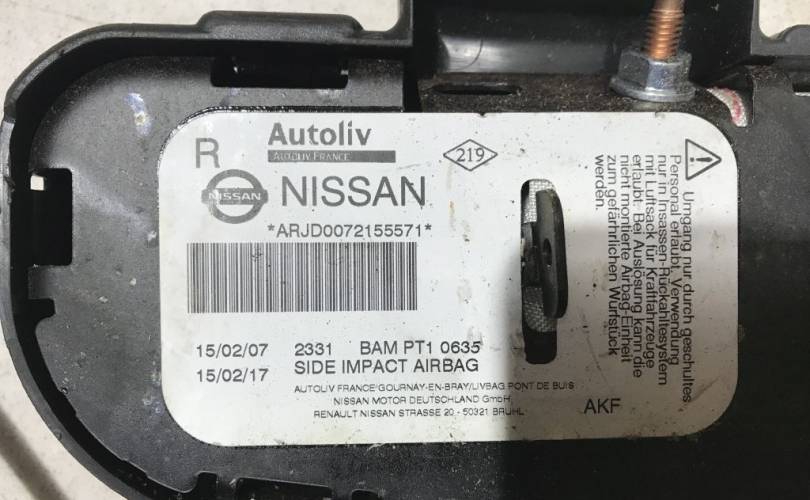 R
Autoliv
AUTOLIV FRANCE
219
NISSAN
NISSAN
*ARJD0072155571*
15/02/07 2331 BAM PT1 0635
15/02/17 SIDE IMPACT AIRBAG
AUTOLIV FRANCE GOURNAY-EN-BRAY/LIVBAG PONT DE BUIS
NISSAN MOTOR DEUTSCHLAND GmbH,
RENAULT NISSAN STRASSE 20 - 50321 BRUHL
AKF
Umgang nur durch geschultes
Personal erlaubt. Verwendung
nur in Insassen-Rückhaltesystem
mit Luftsack für Kraftfahrzeuge
erlaubt. Bei Auslösung kann die
nicht montierte Airbag-Einheit
zum gefährlichen Wurfstück
werden.